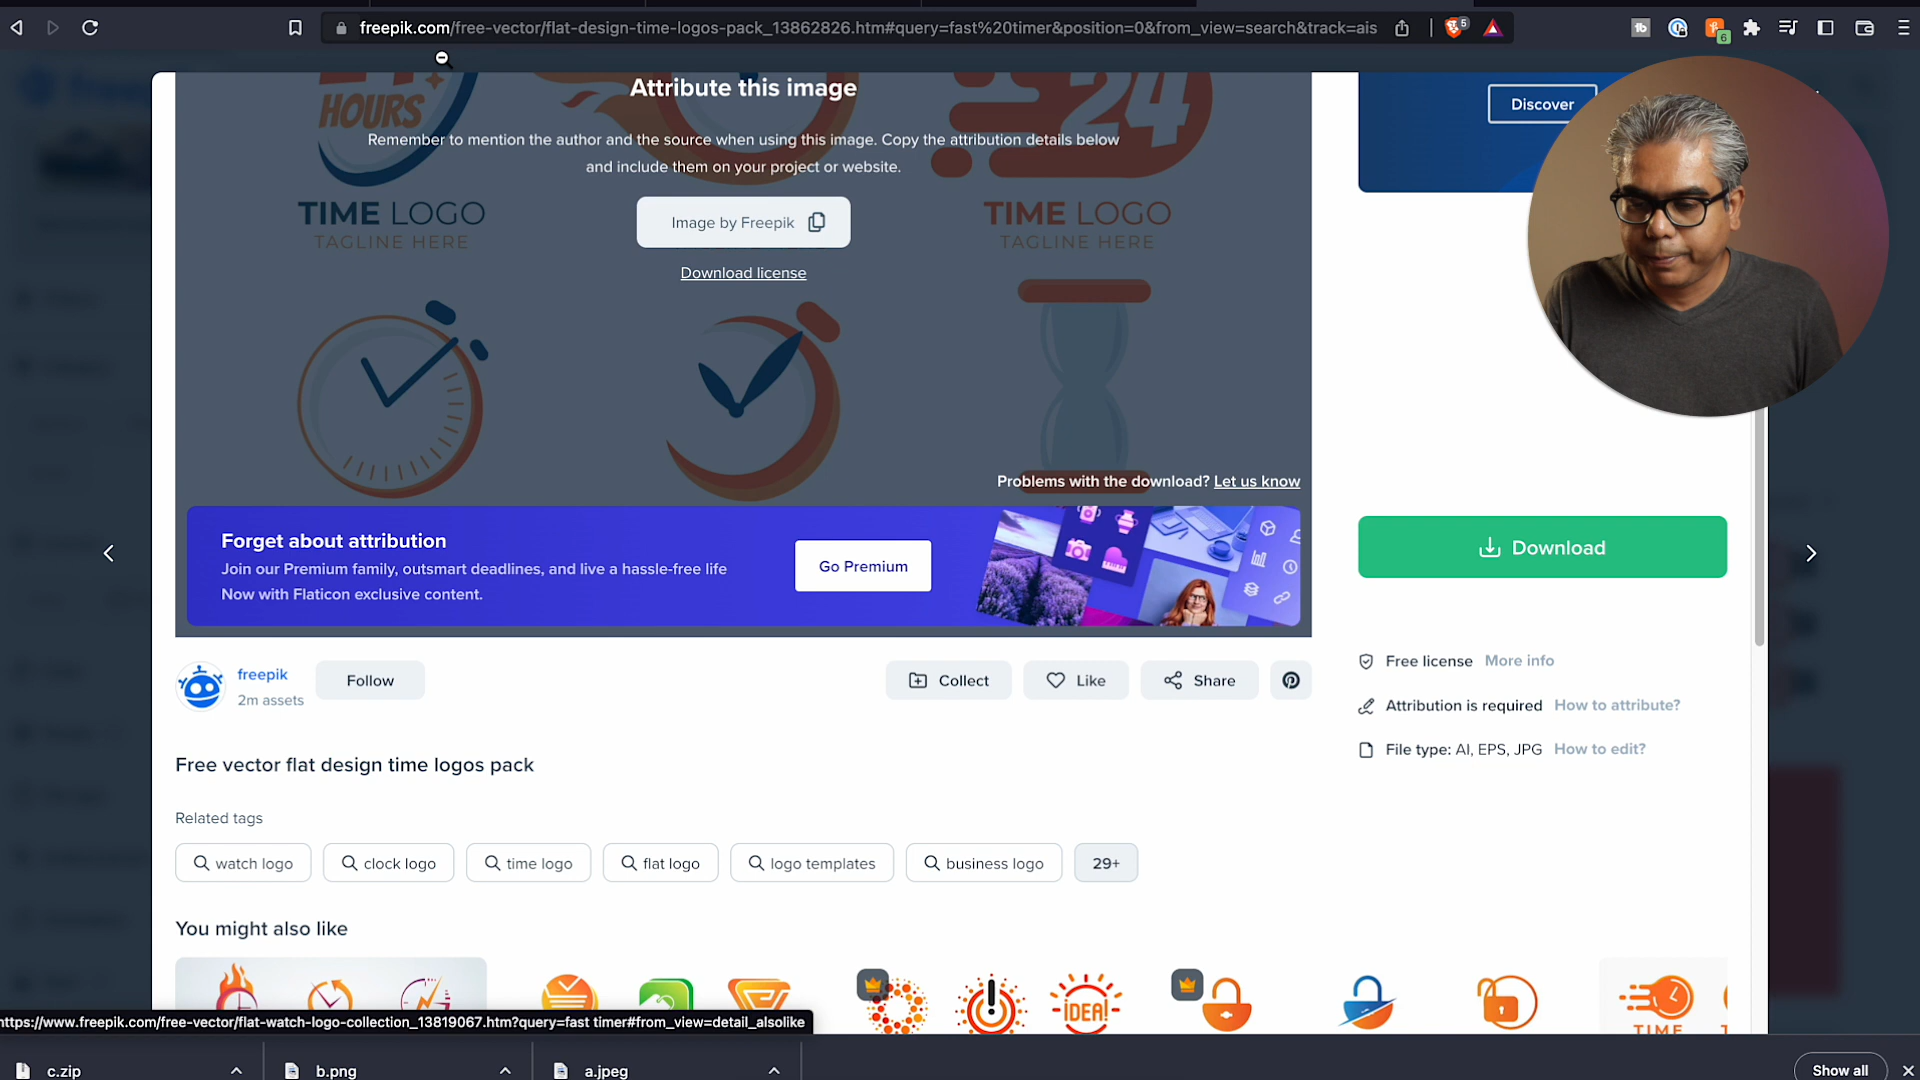 freepik.com/free-vector/flat-design-time-logos-pack_13862826.htm#query=fast%20timer&position=0&from_view=search&track=ais
5
6
HOURS
24
Attribute this image
Discover
Remember to mention the author and the source when using this image. Copy the attribution details below
and include them on your project or website.
TIME LOGO
TAGLINE HERE
Image by Freepik
TIME LOGO
TAGLINE HERE
Download license
Problems with the download? Let us know
Forget about attribution
Join our Premium family, outsmart deadlines, and live a hassle-free life
Now with Flaticon exclusive content.
Go Premium
Download
freepik
2m assets
Follow
Collect
Like
Share
Free license More info
Attribution is required How to attribute?
File type: AI, EPS, JPG How to edit?
Free vector flat design time logos pack
Related tags
watch logo
clock logo
time logo
flat logo
logo templates
business logo
29+
You might also like
IDEA!
TIME
https://www.freepik.com/free-vector/flat-watch-logo-collection_13819067.htm?query=fast timer#from_view=detail_alsolike
c.zip
b.png
a.jpeg
Show all